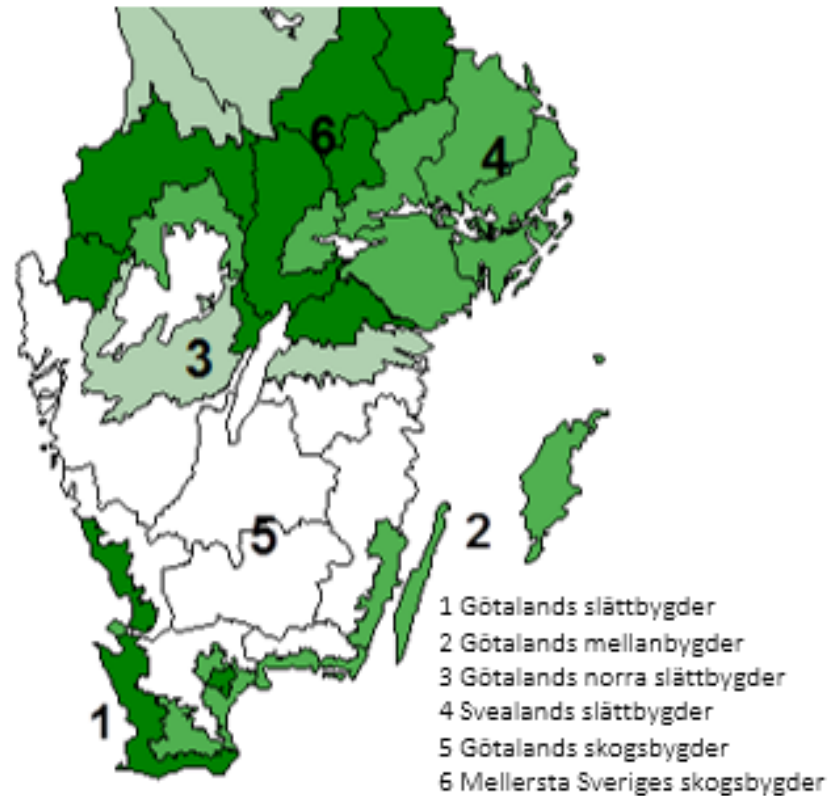 6
4
3
2
5
1
1 Götalands slättbygder
2 Götalands mellanbygder
3 Götalands norra slättbygder
4 Svealands slättbygder
5 Götalands skogsbygder
6 Mellersta Sveriges skogsbygder